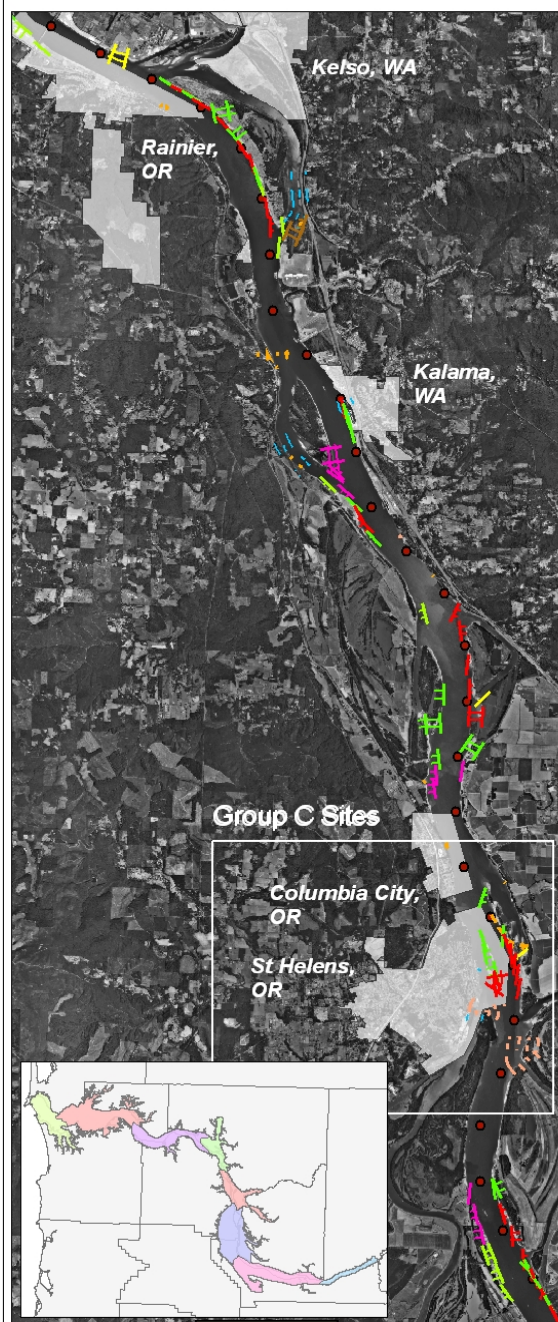 Kelso, WA
Rainier,
OR
Kalama,
WA
Group C Sites
Columbia City,
OR
St Helens,
OR